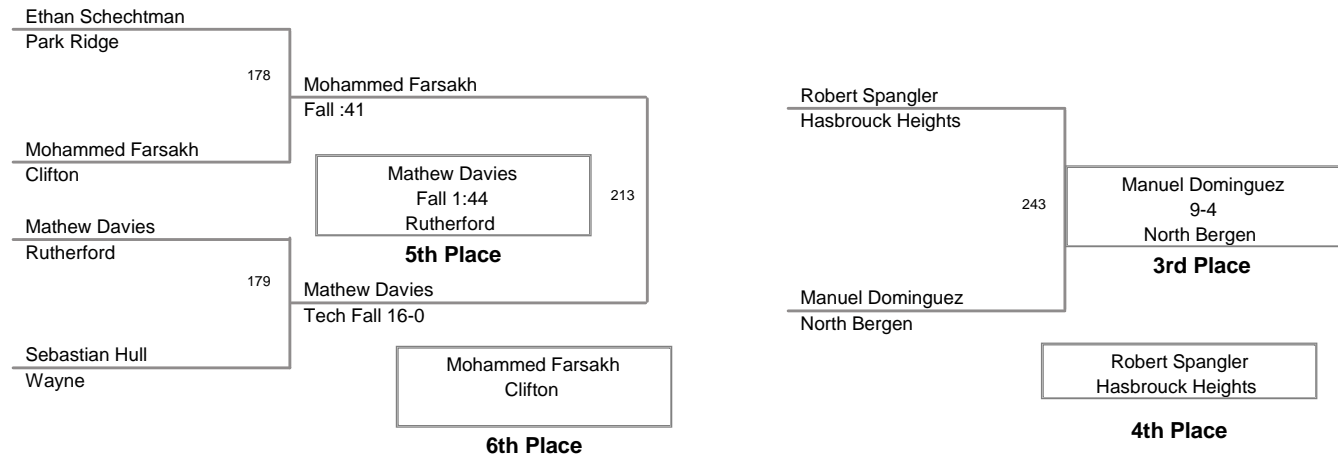 Ethan Schechtman
Park Ridge
178
Mohammed Farsakh
Fall :41
Mohammed Farsakh
Clifton
Mathew Davies
Fall 1:44
Rutherford
5th Place
213
Mathew Davies
Rutherford
179
Mathew Davies
Tech Fall 16-0
Sebastian Hull
Wayne
Mohammed Farsakh
Clifton
6th Place
Robert Spangler
Hasbrouck Heights
243
Manuel Dominguez
9-4
North Bergen
3rd Place
Manuel Dominguez
North Bergen
Robert Spangler
Hasbrouck Heights
4th Place